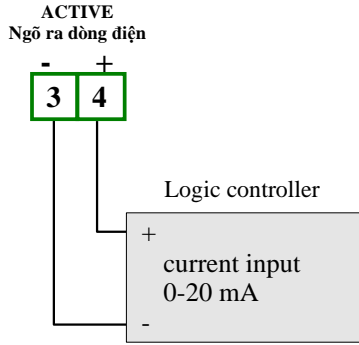 ACTIVE
Ngõ ra dòng điện
- +
3 4
Logic controller
+
current input
0-20 mA
-